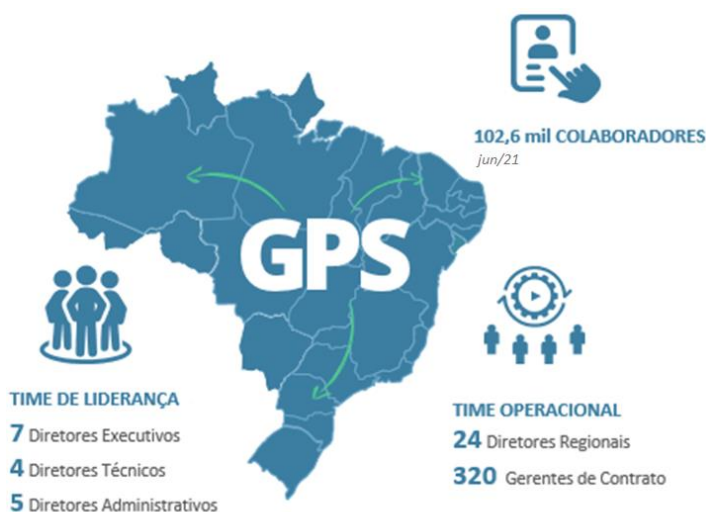 102,6 mil COLABORADORES
jun/21
GPS
TIME DE LIDERANÇA
7 Diretores Executivos
4 Diretores Técnicos
5 Diretores Administrativos
TIME OPERACIONAL
24 Diretores Regionais
320 Gerentes de Contrato